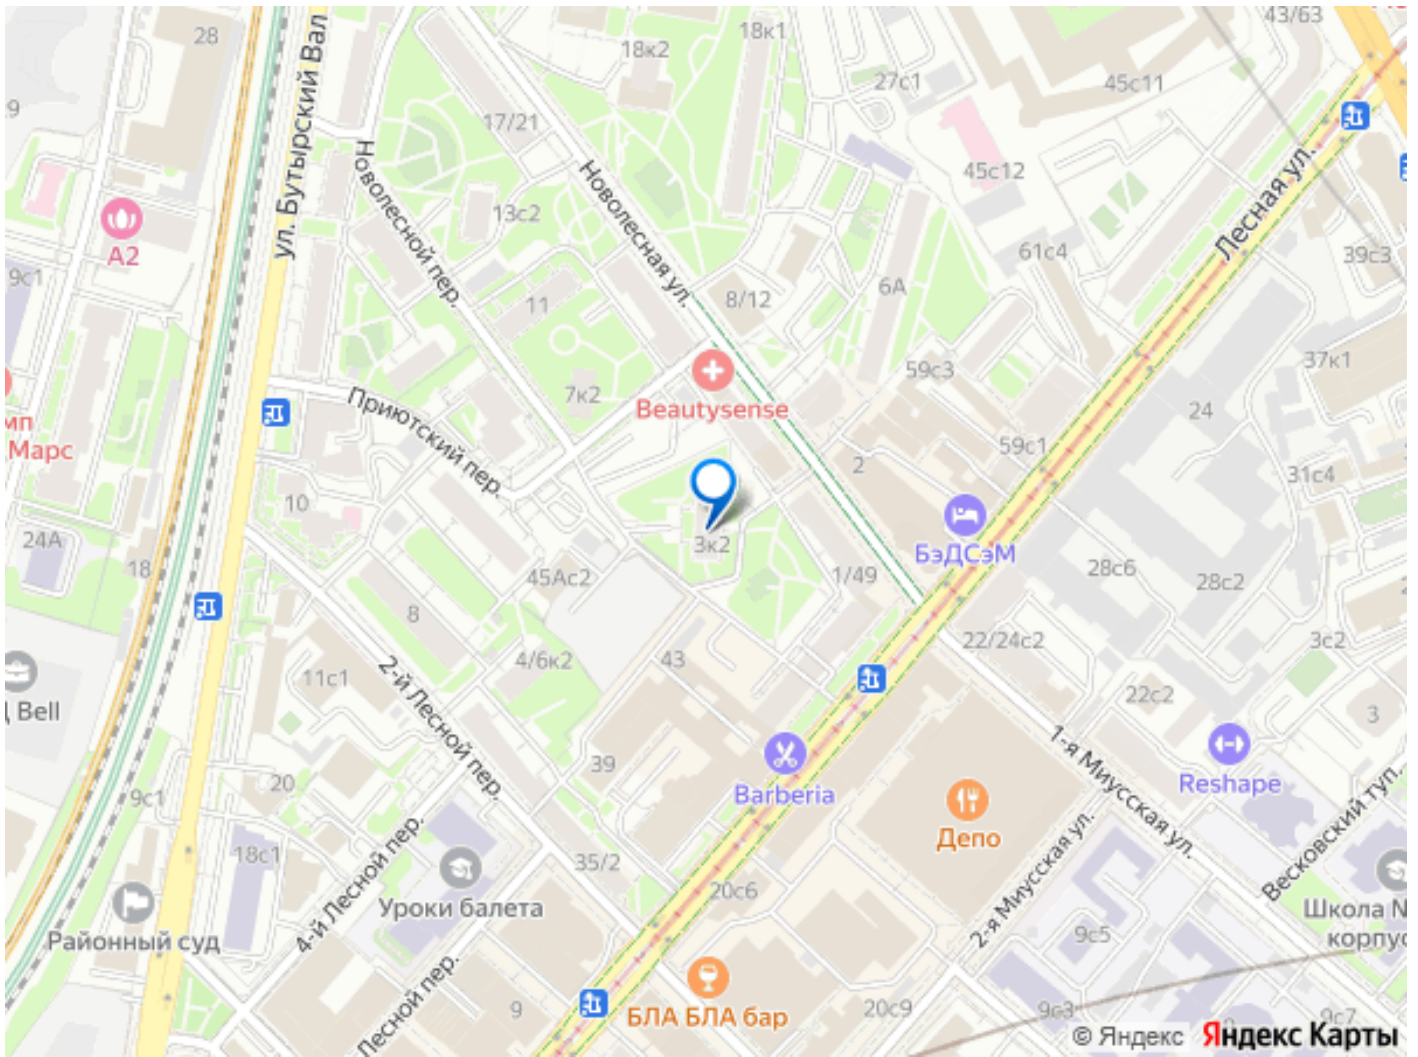 43/63
28
18к2
18к1
27с1
45с11
ул. Бутырский Вал
17/21
45с12
Новолесной пер.
Новолесная ул.
Лесная ул.
13с2
А2
9с1
61с4
39с3
6А
8/12
11
37к1
59с3
7к2
Beautysense
24
Приютский пер.
мп
Марс
59с1
2
31с4
10
24А
3к2
БэДСэМ
18
45Ас2
1/49
28с6
28с2
8
22/24с2
3с2
4/6к2
43
11с1
2-й Лесной пер.
22с2
3
Bell
1-я Миусская ул.
39
20
9с1
Barberia
Reshape
Депо
Весковский туп.
4-й Лесной пер.
2-я Миусская ул.
18с1
35/2
20с6
Уроки балета
Школа N
корпус
Районный суд
9с5
Лесной пер.
9
БЛА БЛА бар
20с9
9с3
9с7
© Яндекс Яндекс Карты